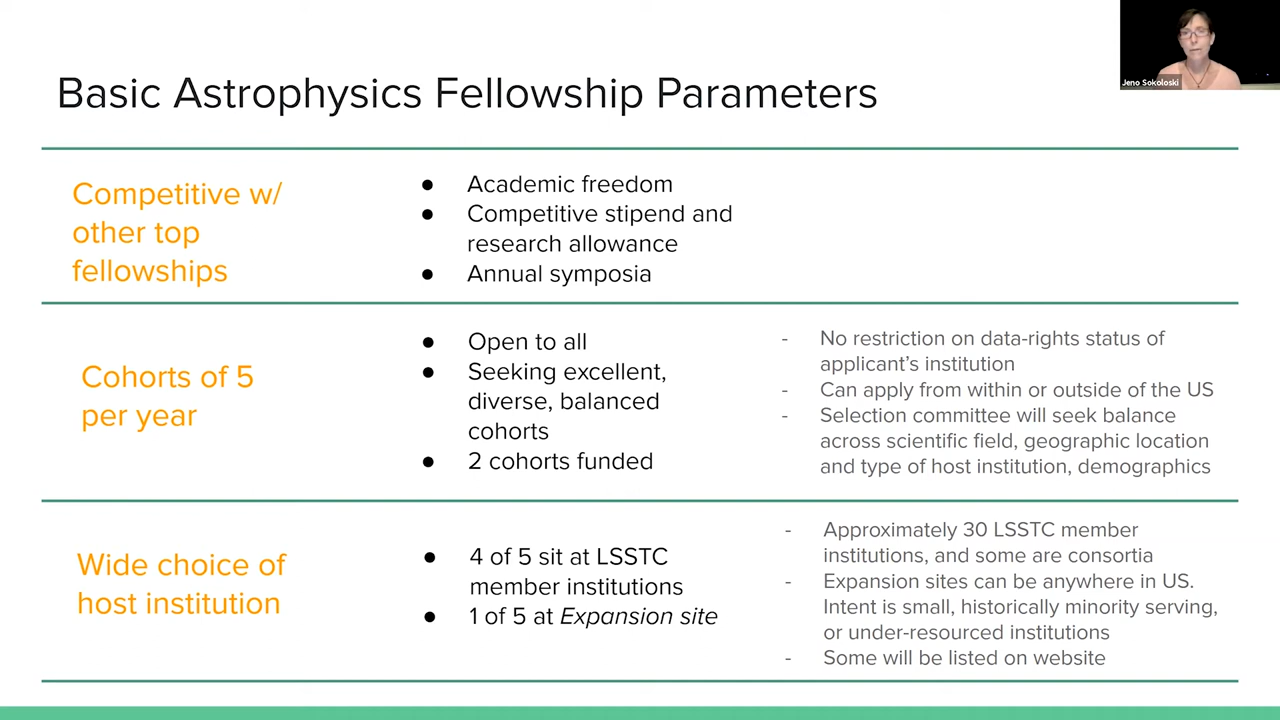 Basic Astrophysics Fellowship Parameters
Jeno Sokoloski
Competitive w/
other top
fellowships
● Academic freedom
● Competitive stipend and
research allowance
● Annual symposia
Cohorts of 5
per year
● Open to all
● Seeking excellent,
diverse, balanced
cohorts
● 2 cohorts funded
- No restriction on data-rights status of
applicant's institution
- Can apply from within or outside of the US
- Selection committee will seek balance
across scientific field, geographic location
and type of host institution, demographics
Wide choice of
host institution
● 4 of 5 sit at LSSTC
member institutions
● 1 of 5 at Expansion site
- Approximately 30 LSSTC member
institutions, and some are consortia
- Expansion sites can be anywhere in US.
Intent is small, historically minority serving,
or under-resourced institutions
- Some will be listed on website